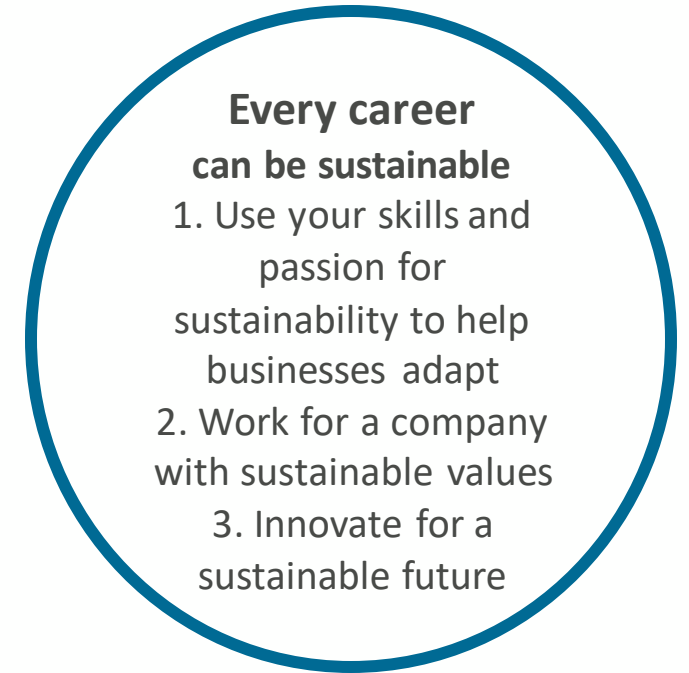 Every career
can be sustainable
1. Use your skills and
passion for
sustainability to help
businesses adapt
2. Work for a company
with sustainable values
3. Innovate for a
sustainable future